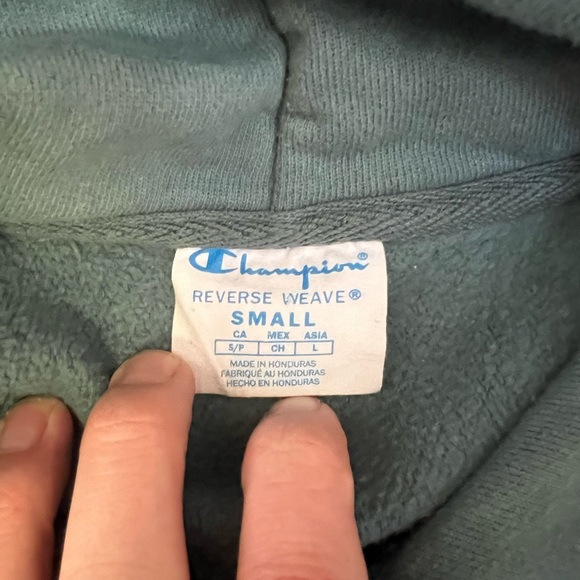 Champion®
REVERSE WEAVE®
SMALL
CA MEX ASIA
S/P CH L
MADE IN HONDURAS
FABRIQUÉ AU HONDURAS
HECHO EN HONDURAS